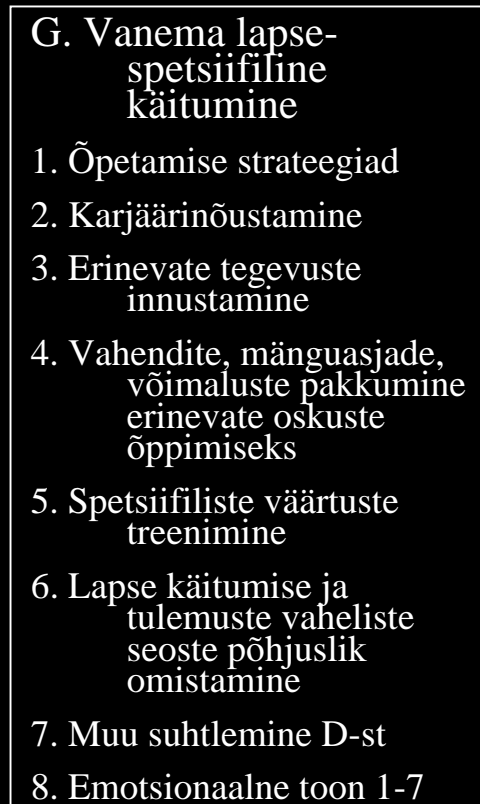 G. Vanema lapse-
spetsiifiline
käitumine
1. Õpetamise strateegiad
2. Karjäärinõustamine
3. Erinevate tegevuste
innustamine
4. Vahendite, mänguasjade,
võimaluste pakkumine
erinevate oskuste
õppimiseks
5. Spetsiifiliste väärtuste
treenimine
6. Lapse käitumise ja
tulemuste vaheliste
seoste põhjuslik
omistamine
7. Muu suhtlemine D-st
8. Emotsionaalne toon 1-7